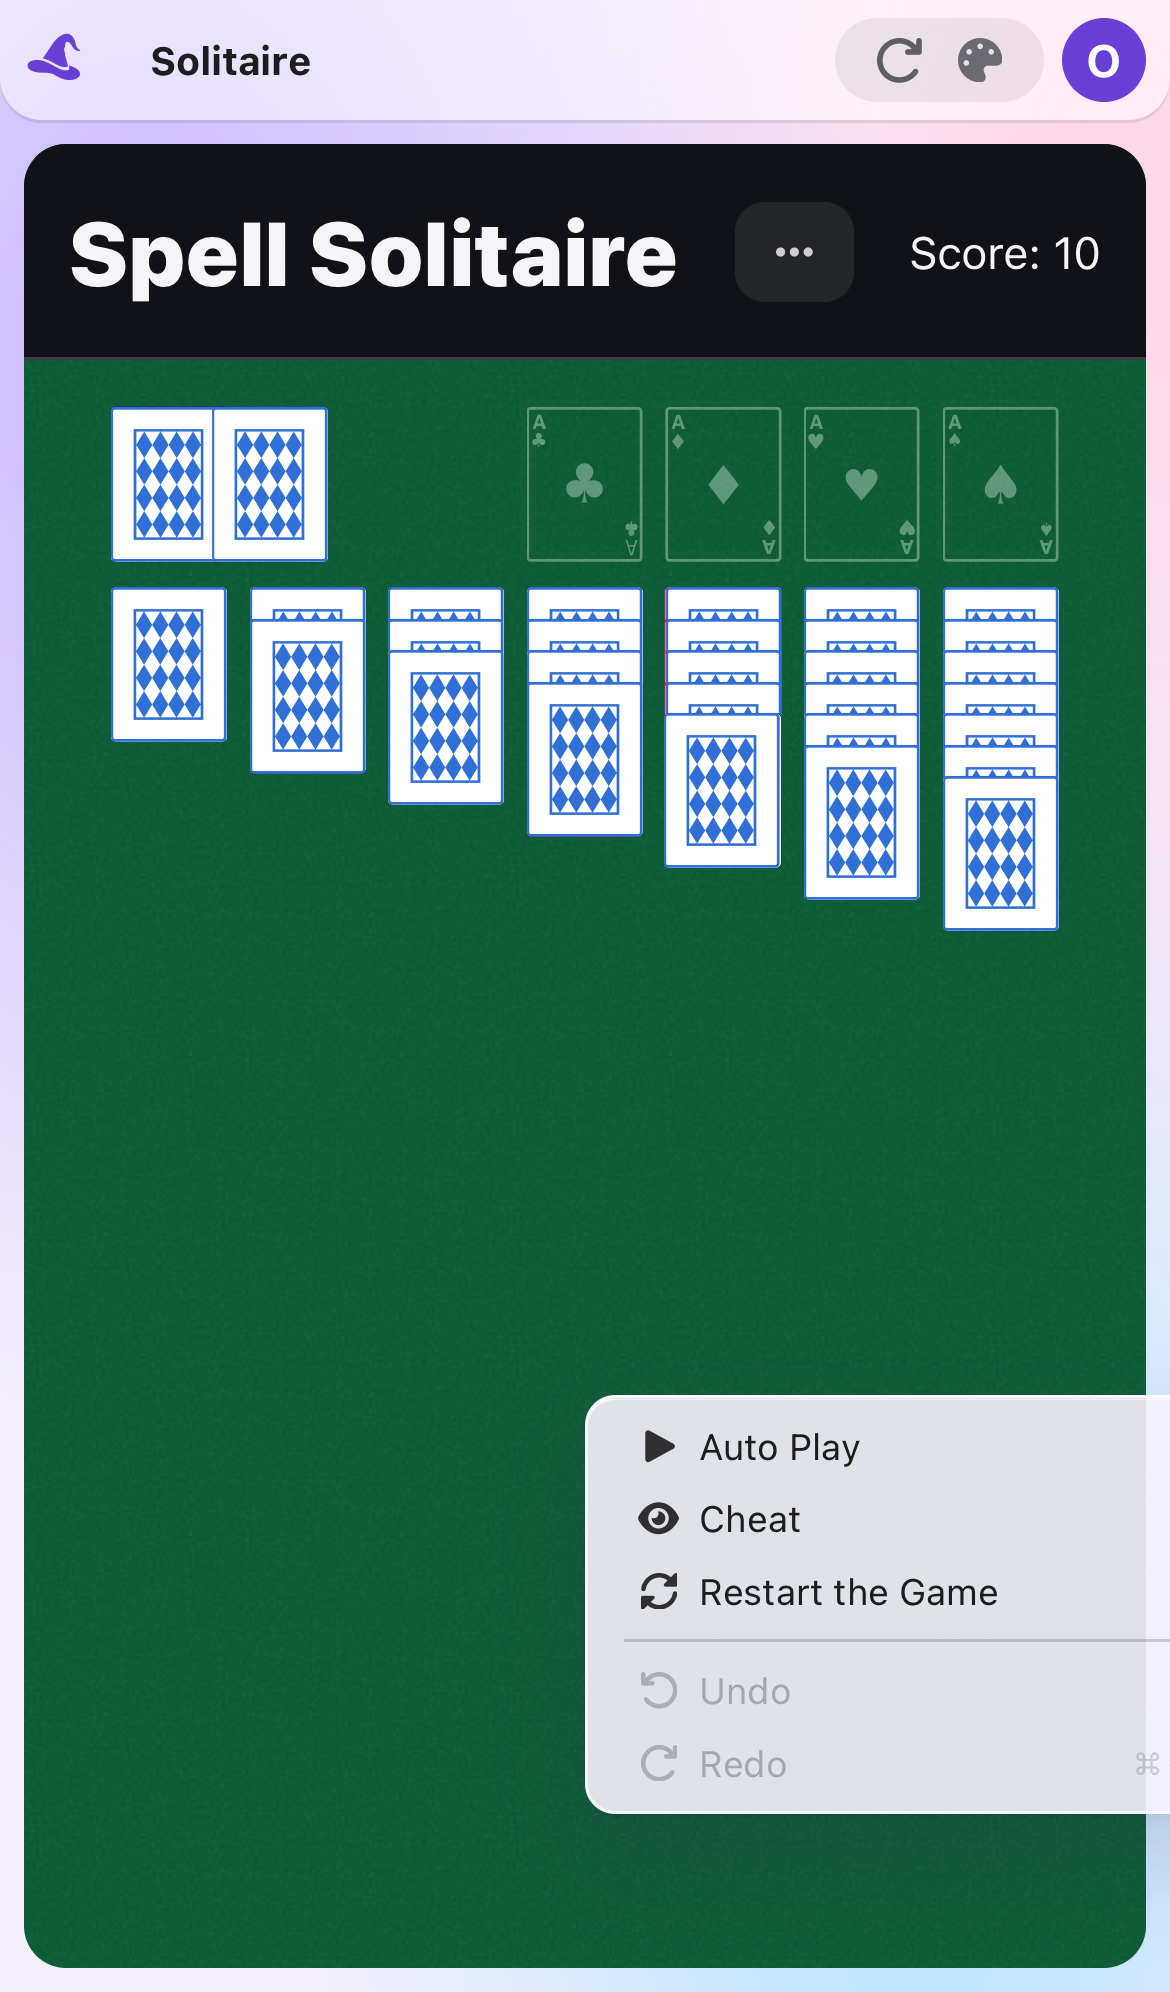 Solitaire
O
Spell Solitaire
Score: 10
A A A A
A A A A
Auto Play
Cheat
Restart the Game
Undo
Redo ⌘